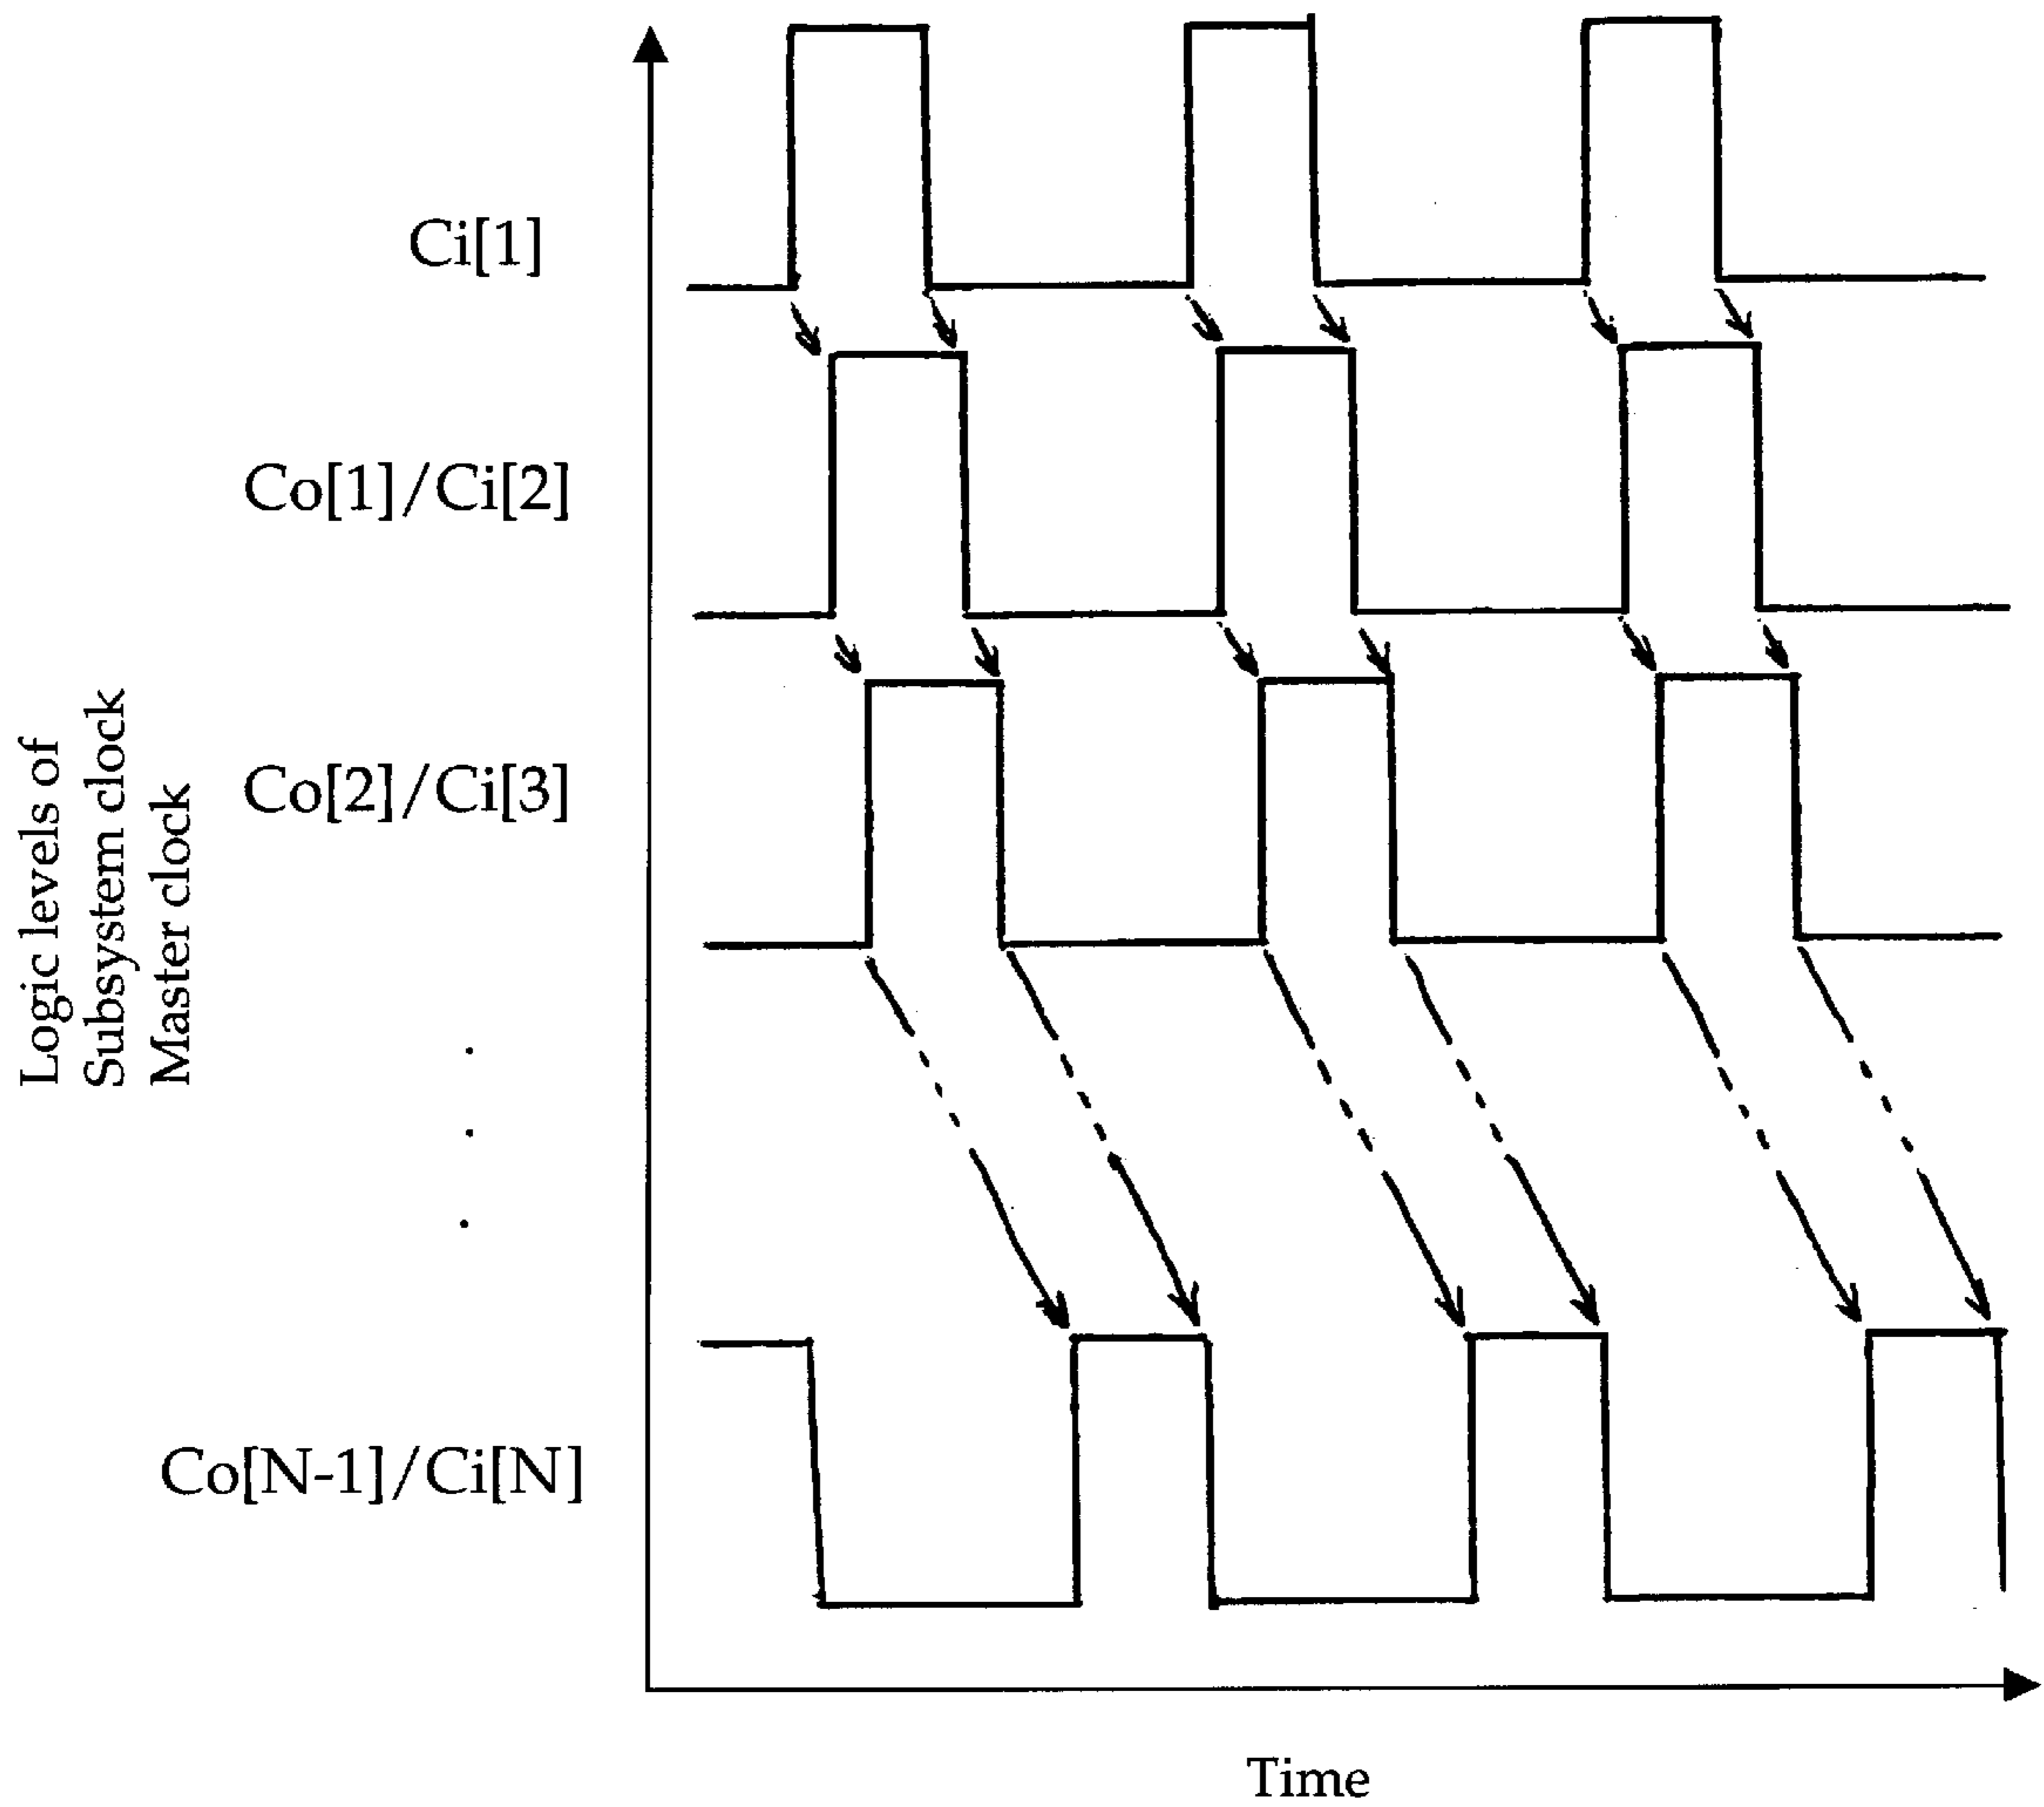 Ci[1]
Co[1]/Ci[2]
Co[2]/Ci[3]
Logic levels of
Subsystem clock
Master clock
.
.
.
Co[N-1]/Ci[N]
Time